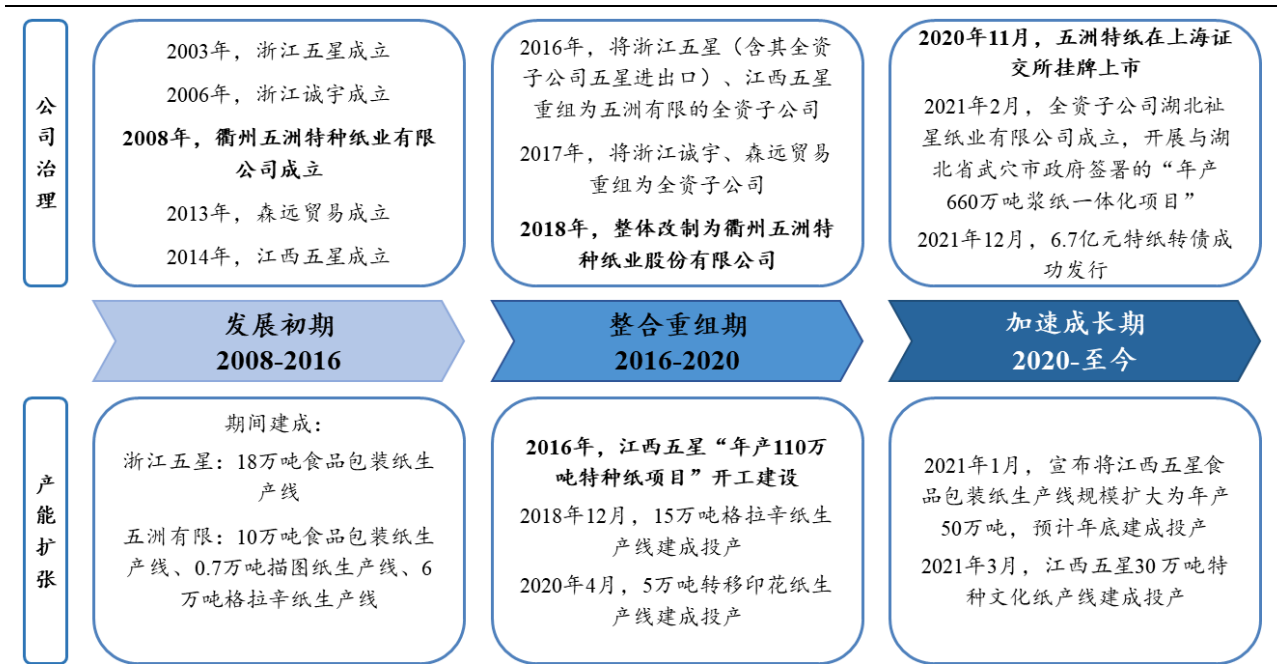 公司治理
2003年，浙江五星成立
2006年，浙江诚宇成立
2008年，衢州五洲特种纸业有限
公司成立
2013年，森远贸易成立
2014年，江西五星成立
2016年，将浙江五星（含其全资
子公司五星进出口）、江西五星
重组为五洲有限的全资子公司
2017年，将浙江诚宇、森远贸易
重组为全资子公司
2018年，整体改制为衢州五洲特
种纸业股份有限公司
2020年11月，五洲特纸在上海证
交所挂牌上市
2021年2月，全资子公司湖北祉
星纸业有限公司成立，开展与湖
北省武穴市政府签署的“年产
660万吨浆纸一体化项目”
2021年12月，6.7亿元特纸转债成
功发行
发展初期
2008-2016
整合重组期
2016-2020
加速成长期
2020-至今
产能扩张
期间建成：
浙江五星：18万吨食品包装纸生
产线
五洲有限：10万吨食品包装纸生
产线、0.7万吨描图纸生产线、6
万吨格拉辛纸生产线
2016年，江西五星“年产110万
吨特种纸项目”开工建设
2018年12月，15万吨格拉辛纸生
产线建成投产
2020年4月，5万吨转移印花纸生
产线建成投产
2021年1月，宣布将江西五星食
品包装纸生产线规模扩大为年产
50万吨，预计年底建成投产
2021年3月，江西五星30 万吨特
种文化纸产线建成投产